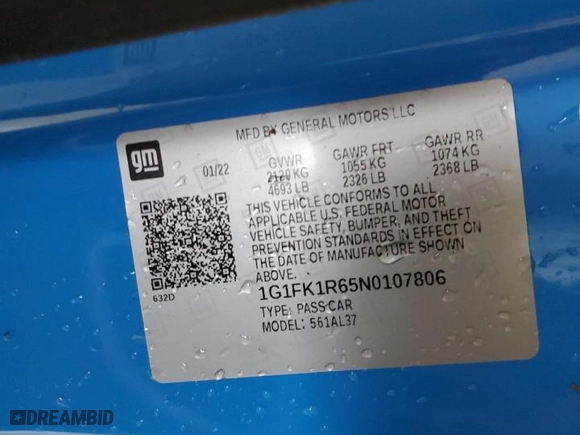 MFD BY GENERAL MOTORS LLC
gm
01/22
GVWR
2129 KG
4693 LB
GAWR FRT
1055 KG
2326 LB
GAWR RR
1074 KG
2368 LB
THIS VEHICLE CONFORMS TO ALL
APPLICABLE U.S. FEDERAL MOTOR
VEHICLE SAFETY, BUMPER, AND THEFT
PREVENTION STANDARDS IN EFFECT ON
THE DATE OF MANUFACTURE SHOWN
ABOVE.
632D
1G1FK1R65N0107806
TYPE: PASS CAR
MODEL: 561AL37
DREAMBID